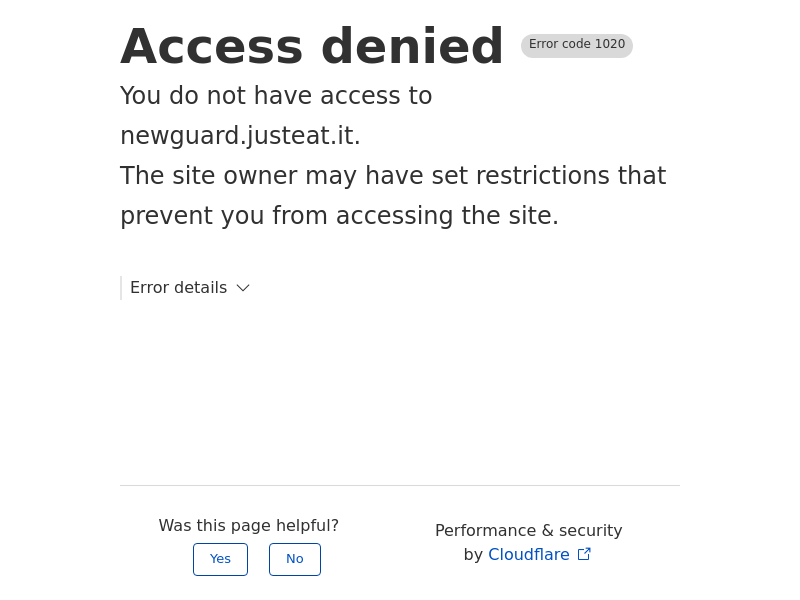 Access denied Error code 1020
You do not have access to
newguard.justeat.it.
The site owner may have set restrictions that
prevent you from accessing the site.
Error details
Was this page helpful?
Yes No
Performance & security
by Cloudflare